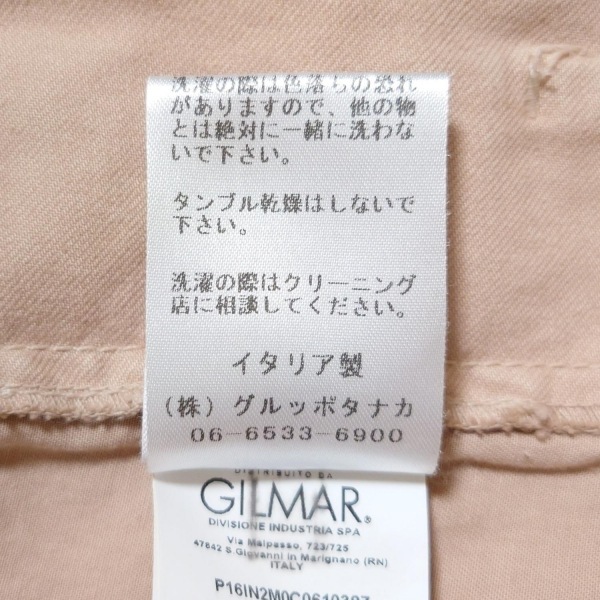 洗濯の際は色落ちの恐れ
がありますので、他の物
とは絶対に一緒に洗わな
いで下さい。
タンブル乾燥はしないで
下さい。
洗濯の際はクリーニング
店に相談してください。
イタリア製
(株) グルッポタナカ
06-6533-6900
DISTRIBUITO DA
GILMAR®
DIVISIONE INDUSTRIA SPA
Via Malpasso, 723/725
47842 S.Giovanni in Marignano (RN)
ITALY